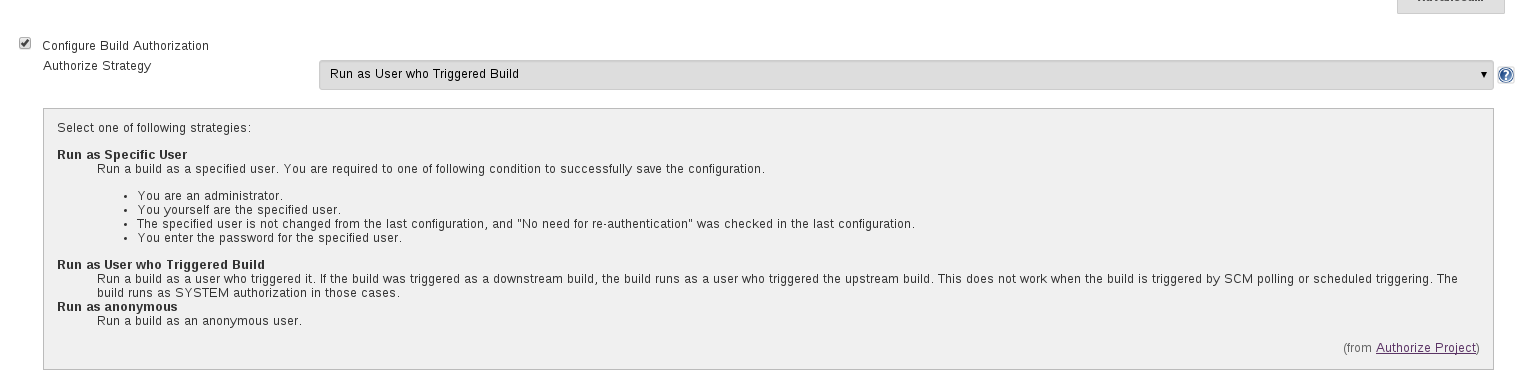 Configure Build Authorization
Authorize Strategy
Run as User who Triggered Build
Select one of following strategies:
Run as Specific User
Run a build as a specified user. You are required to one of following condition to successfully save the configuration.
• You are an administrator.
• You yourself are the specified user.
• The specified user is not changed from the last configuration, and "No need for re-authentication" was checked in the last configuration.
• You enter the password for the specified user.
Run as User who Triggered Build
Run a build as a user who triggered it. If the build was triggered as a downstream build, the build runs as a user who triggered the upstream build. This does not work when the build is triggered by SCM polling or scheduled triggering. The
build runs as SYSTEM authorization in those cases.
Run as anonymous
Run a build as an anonymous user.
(from Authorize Project)